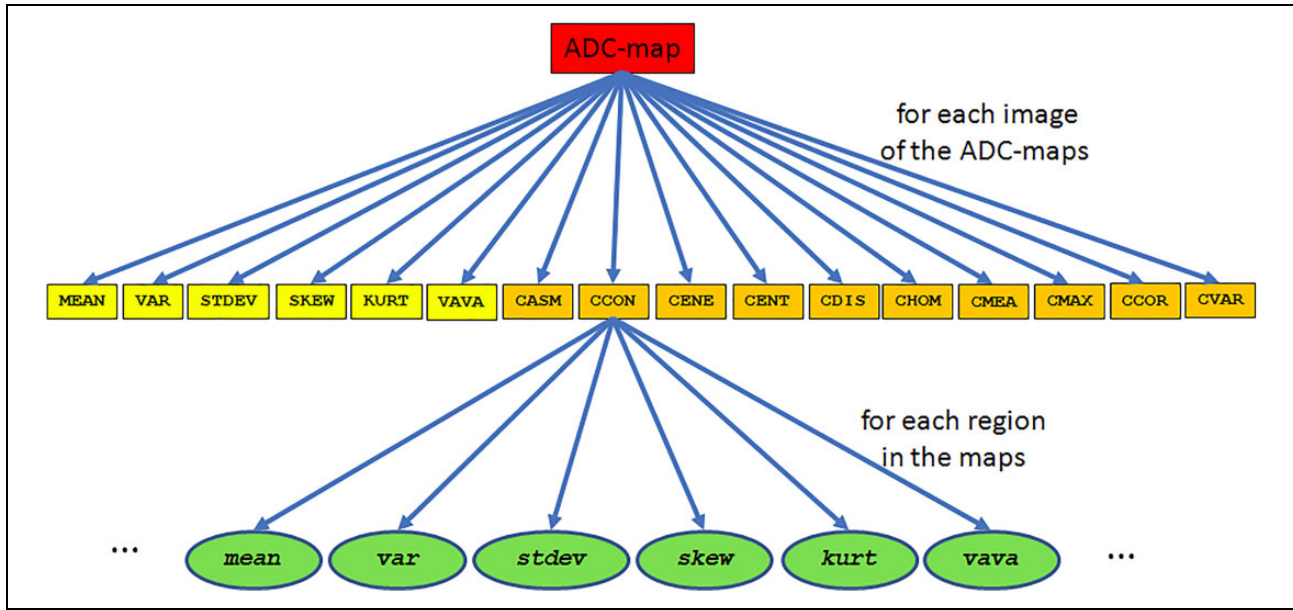 ADC-map
for each image
of the ADC-maps
MEAN VAR STDEV SKEW KURT VAVA CASM CCON CENE CENT CDIS CHOM CMEA CMAX CCOR CVAR
for each region
in the maps
... mean var stdev skew kurt vava ...